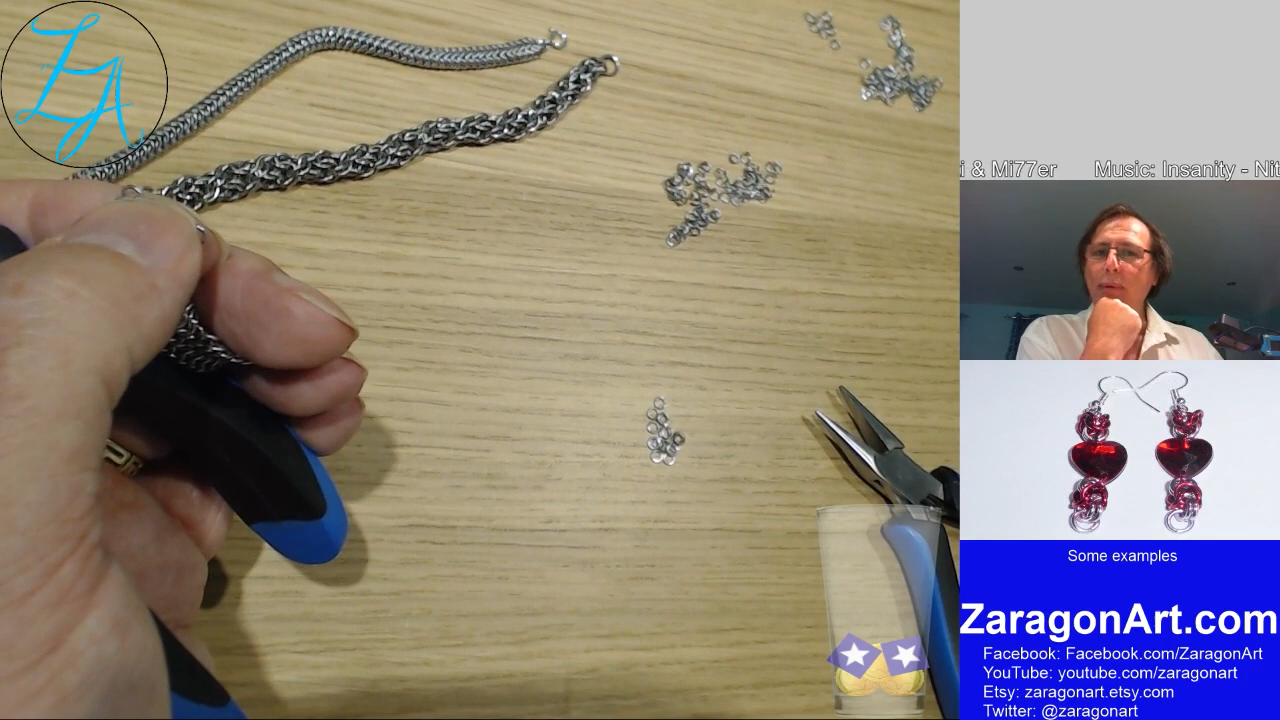 ZA
i & Mi77er Music: Insanity - Nit
Some examples
ZaragonArt.com
Facebook: Facebook.com/ZaragonArt
YouTube: youtube.com/zaragonart
Etsy: zaragonart.etsy.com
Twitter: @zaragonart